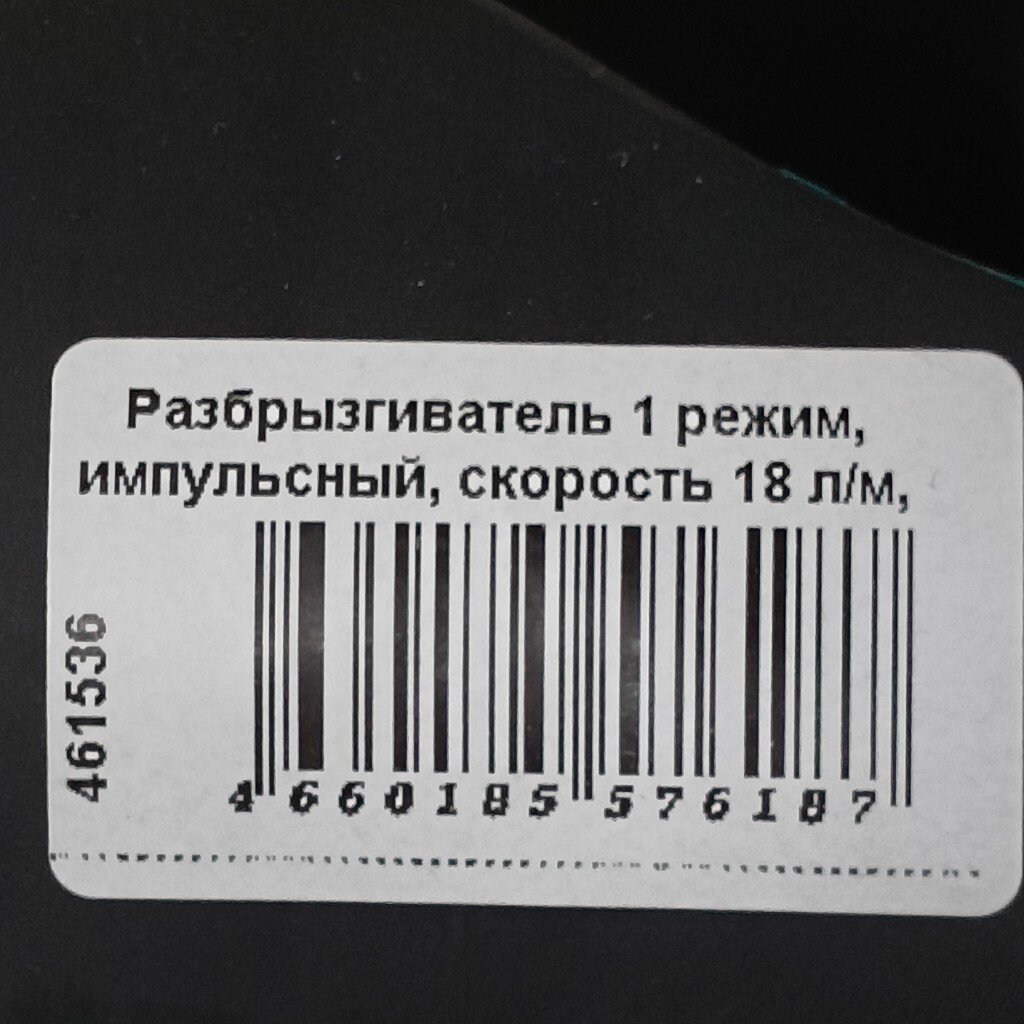 Разбрызгиватель 1 режим,
импульсный, скорость 18 л/м,
461536
4 660185 576187